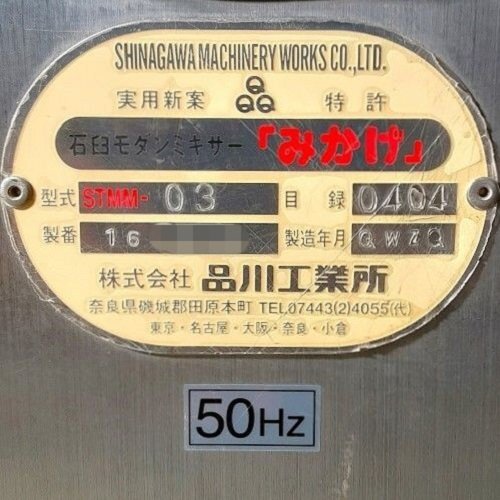 SHINAGAWA MACHINERY WORKS CO.,LTD.
実用新案 特許
石臼モダンミキサー「みかげ」
型式 STMM-03 目録 0404
製番 16 製造年月 QWZQ
株式会社 品川工業所
奈良県磯城郡田原本町 TEL07443(2)4055(代)
東京・名古屋・大阪・奈良・小倉
50Hz